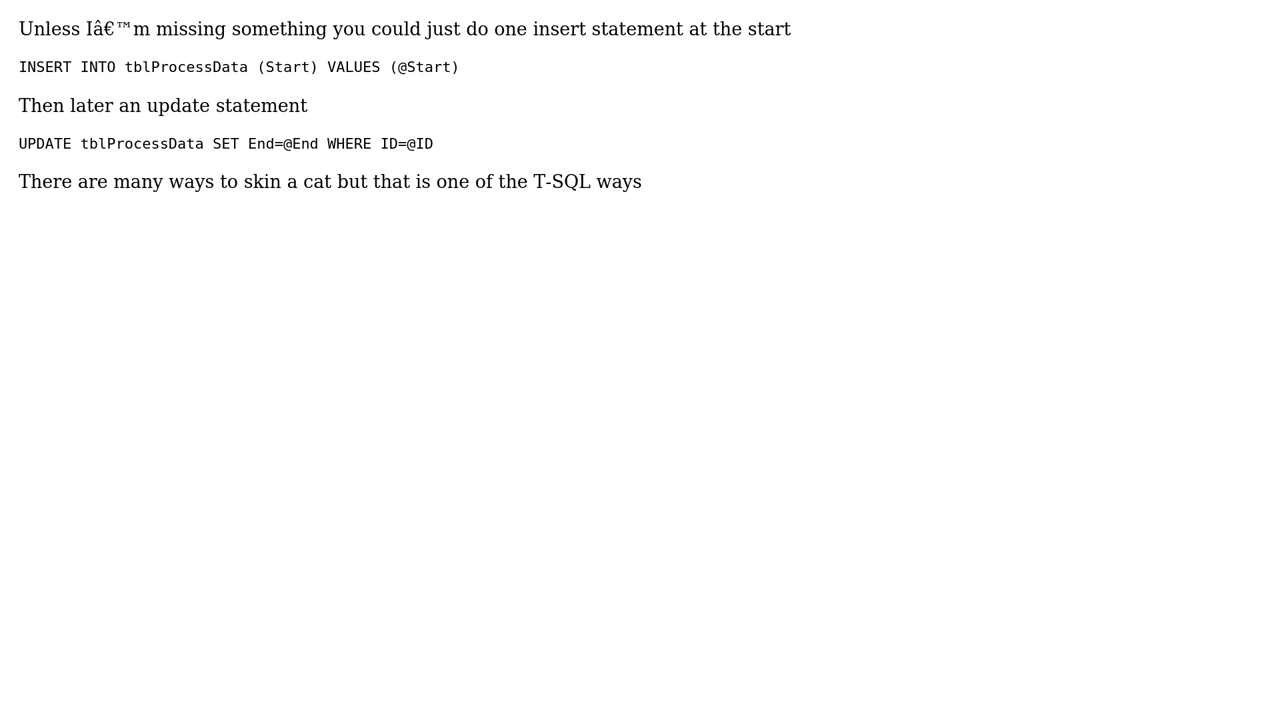 Unless Iâ€™m missing something you could just do one insert statement at the start
INSERT INTO tblProcessData (Start) VALUES (@Start)
Then later an update statement
UPDATE tblProcessData SET End=@End WHERE ID=@ID
There are many ways to skin a cat but that is one of the T-SQL ways